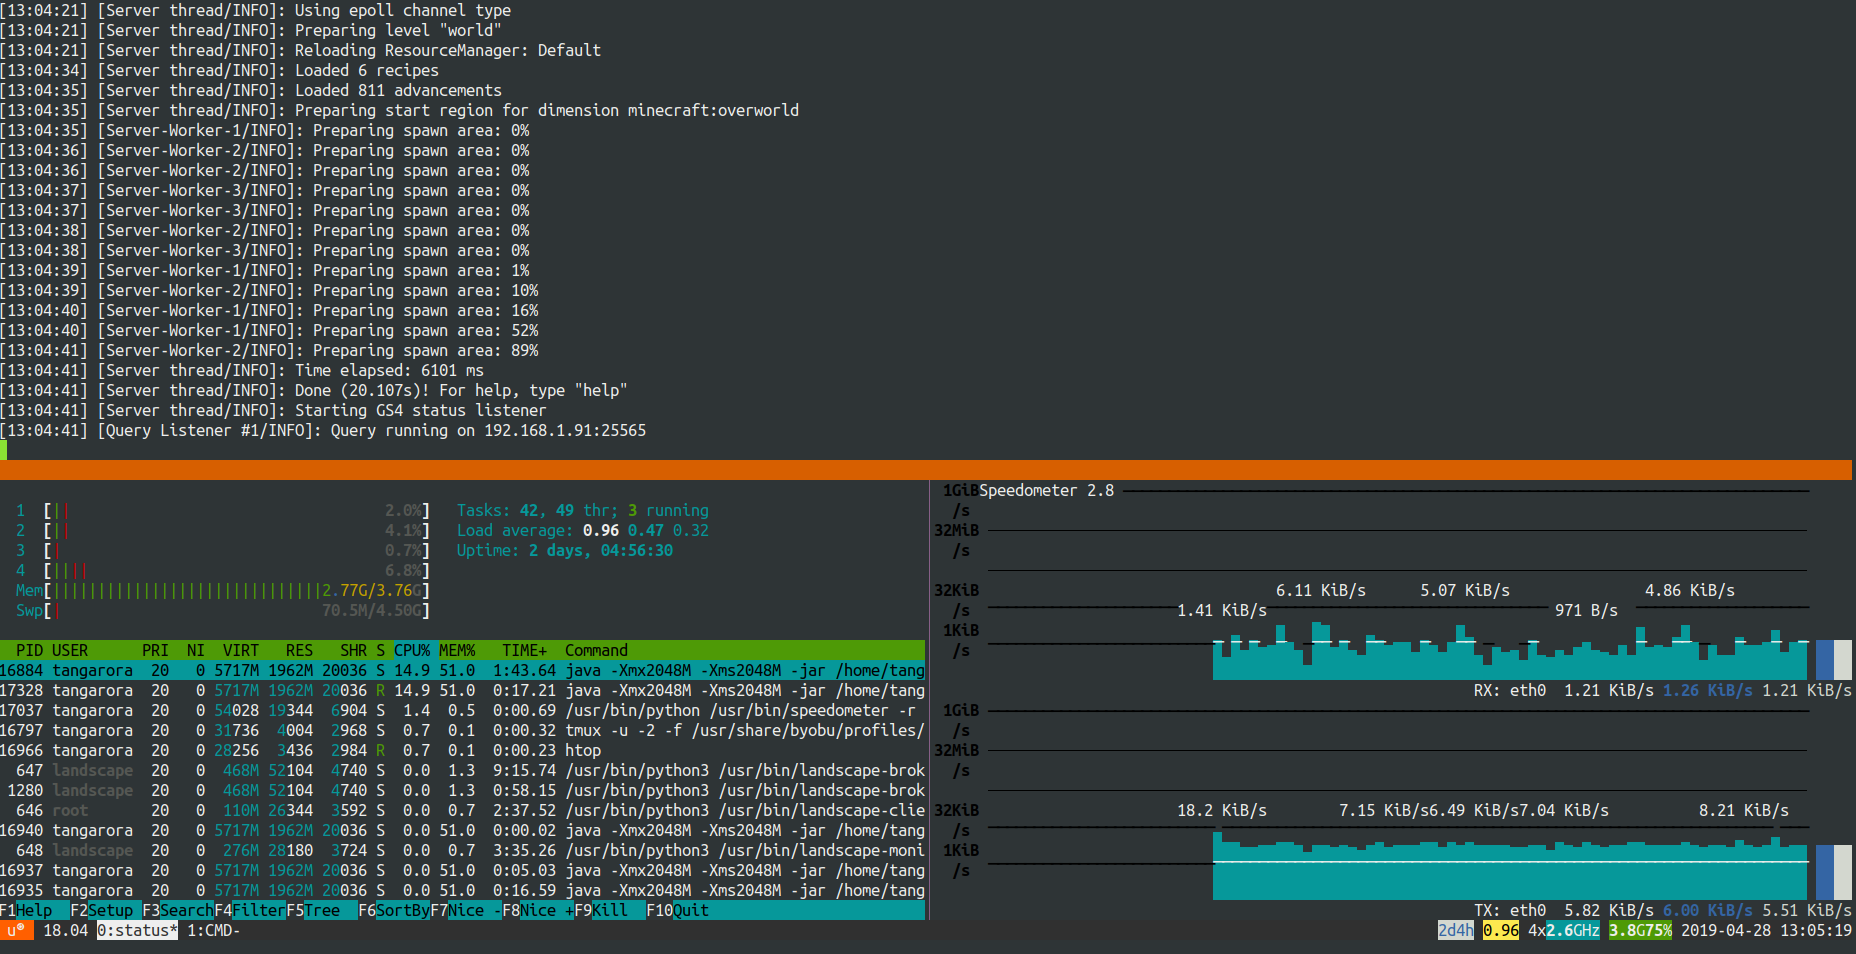 [13:04:21] [Server thread/INFO]: Using epoll channel type
[13:04:21] [Server thread/INFO]: Preparing level "world"
[13:04:21] [Server thread/INFO]: Reloading ResourceManager: Default
[13:04:34] [Server thread/INFO]: Loaded 6 recipes
[13:04:35] [Server thread/INFO]: Loaded 811 advancements
[13:04:35] [Server thread/INFO]: Preparing start region for dimension minecraft:overworld
[13:04:35] [Server-Worker-1/INFO]: Preparing spawn area: 0%
[13:04:36] [Server-Worker-2/INFO]: Preparing spawn area: 0%
[13:04:36] [Server-Worker-2/INFO]: Preparing spawn area: 0%
[13:04:37] [Server-Worker-3/INFO]: Preparing spawn area: 0%
[13:04:37] [Server-Worker-3/INFO]: Preparing spawn area: 0%
[13:04:38] [Server-Worker-2/INFO]: Preparing spawn area: 0%
[13:04:38] [Server-Worker-3/INFO]: Preparing spawn area: 0%
[13:04:39] [Server-Worker-1/INFO]: Preparing spawn area: 1%
[13:04:39] [Server-Worker-2/INFO]: Preparing spawn area: 10%
[13:04:40] [Server-Worker-1/INFO]: Preparing spawn area: 16%
[13:04:40] [Server-Worker-1/INFO]: Preparing spawn area: 52%
[13:04:41] [Server-Worker-2/INFO]: Preparing spawn area: 89%
[13:04:41] [Server thread/INFO]: Time elapsed: 6101 ms
[13:04:41] [Server thread/INFO]: Done (20.107s)! For help, type "help"
[13:04:41] [Server thread/INFO]: Starting GS4 status listener
[13:04:41] [Query Listener #1/INFO]: Query running on 192.168.1.91:25565
1 [|| 2.0%] Tasks: 42, 49 thr; 3 running
2 [|| 4.1%] Load average: 0.96 0.47 0.32
3 [| 0.7%] Uptime: 2 days, 04:56:30
4 [|||| 6.8%]
Mem[||||||||||||||||||||||||||||||2.77G/3.76G]
Swp[| 70.5M/4.50G]
PID USER PRI NI VIRT RES SHR S CPU% MEM% TIME+ Command
16884 tangarora 20 0 5717M 1962M 20036 S 14.9 51.0 1:43.64 java -Xmx2048M -Xms2048M -jar /home/tang
17328 tangarora 20 0 5717M 1962M 20036 R 14.9 51.0 0:17.21 java -Xmx2048M -Xms2048M -jar /home/tang
17037 tangarora 20 0 54028 19344 6904 S 1.4 0.5 0:00.69 /usr/bin/python /usr/bin/speedometer -r
16797 tangarora 20 0 31736 4004 2968 S 0.7 0.1 0:00.32 tmux -u -2 -f /usr/share/byobu/profiles/
16966 tangarora 20 0 28256 3436 2984 R 0.7 0.1 0:00.23 htop
647 landscape 20 0 468M 52104 4740 S 0.0 1.3 9:15.74 /usr/bin/python3 /usr/bin/landscape-brok
1280 landscape 20 0 468M 52104 4740 S 0.0 1.3 0:58.15 /usr/bin/python3 /usr/bin/landscape-brok
646 root 20 0 110M 26344 3592 S 0.0 0.7 2:37.52 /usr/bin/python3 /usr/bin/landscape-clie
16940 tangarora 20 0 5717M 1962M 20036 S 0.0 51.0 0:00.02 java -Xmx2048M -Xms2048M -jar /home/tang
648 landscape 20 0 276M 28180 3724 S 0.0 0.7 3:35.26 /usr/bin/python3 /usr/bin/landscape-moni
16937 tangarora 20 0 5717M 1962M 20036 S 0.0 51.0 0:05.03 java -Xmx2048M -Xms2048M -jar /home/tang
16935 tangarora 20 0 5717M 1962M 20036 S 0.0 51.0 0:16.59 java -Xmx2048M -Xms2048M -jar /home/tang
F1Help F2Setup F3SearchF4FilterF5Tree F6SortByF7Nice -F8Nice +F9Kill F10Quit
1GiBSpeedometer 2.8
/s
32MiB
/s
32KiB 6.11 KiB/s 5.07 KiB/s 4.86 KiB/s
/s 1.41 KiB/s 971 B/s
1KiB
/s
RX: eth0 1.21 KiB/s 1.26 KiB/s 1.21 KiB/s
1GiB
/s
32MiB
/s
32KiB 18.2 KiB/s 7.15 KiB/s6.49 KiB/s7.04 KiB/s 8.21 KiB/s
/s
1KiB
/s
TX: eth0 5.82 KiB/s 6.00 KiB/s 5.51 KiB/s
u® 18.04 0:status* 1:CMD- 2d4h 0.96 4x2.6GHz 3.8G75% 2019-04-28 13:05:19